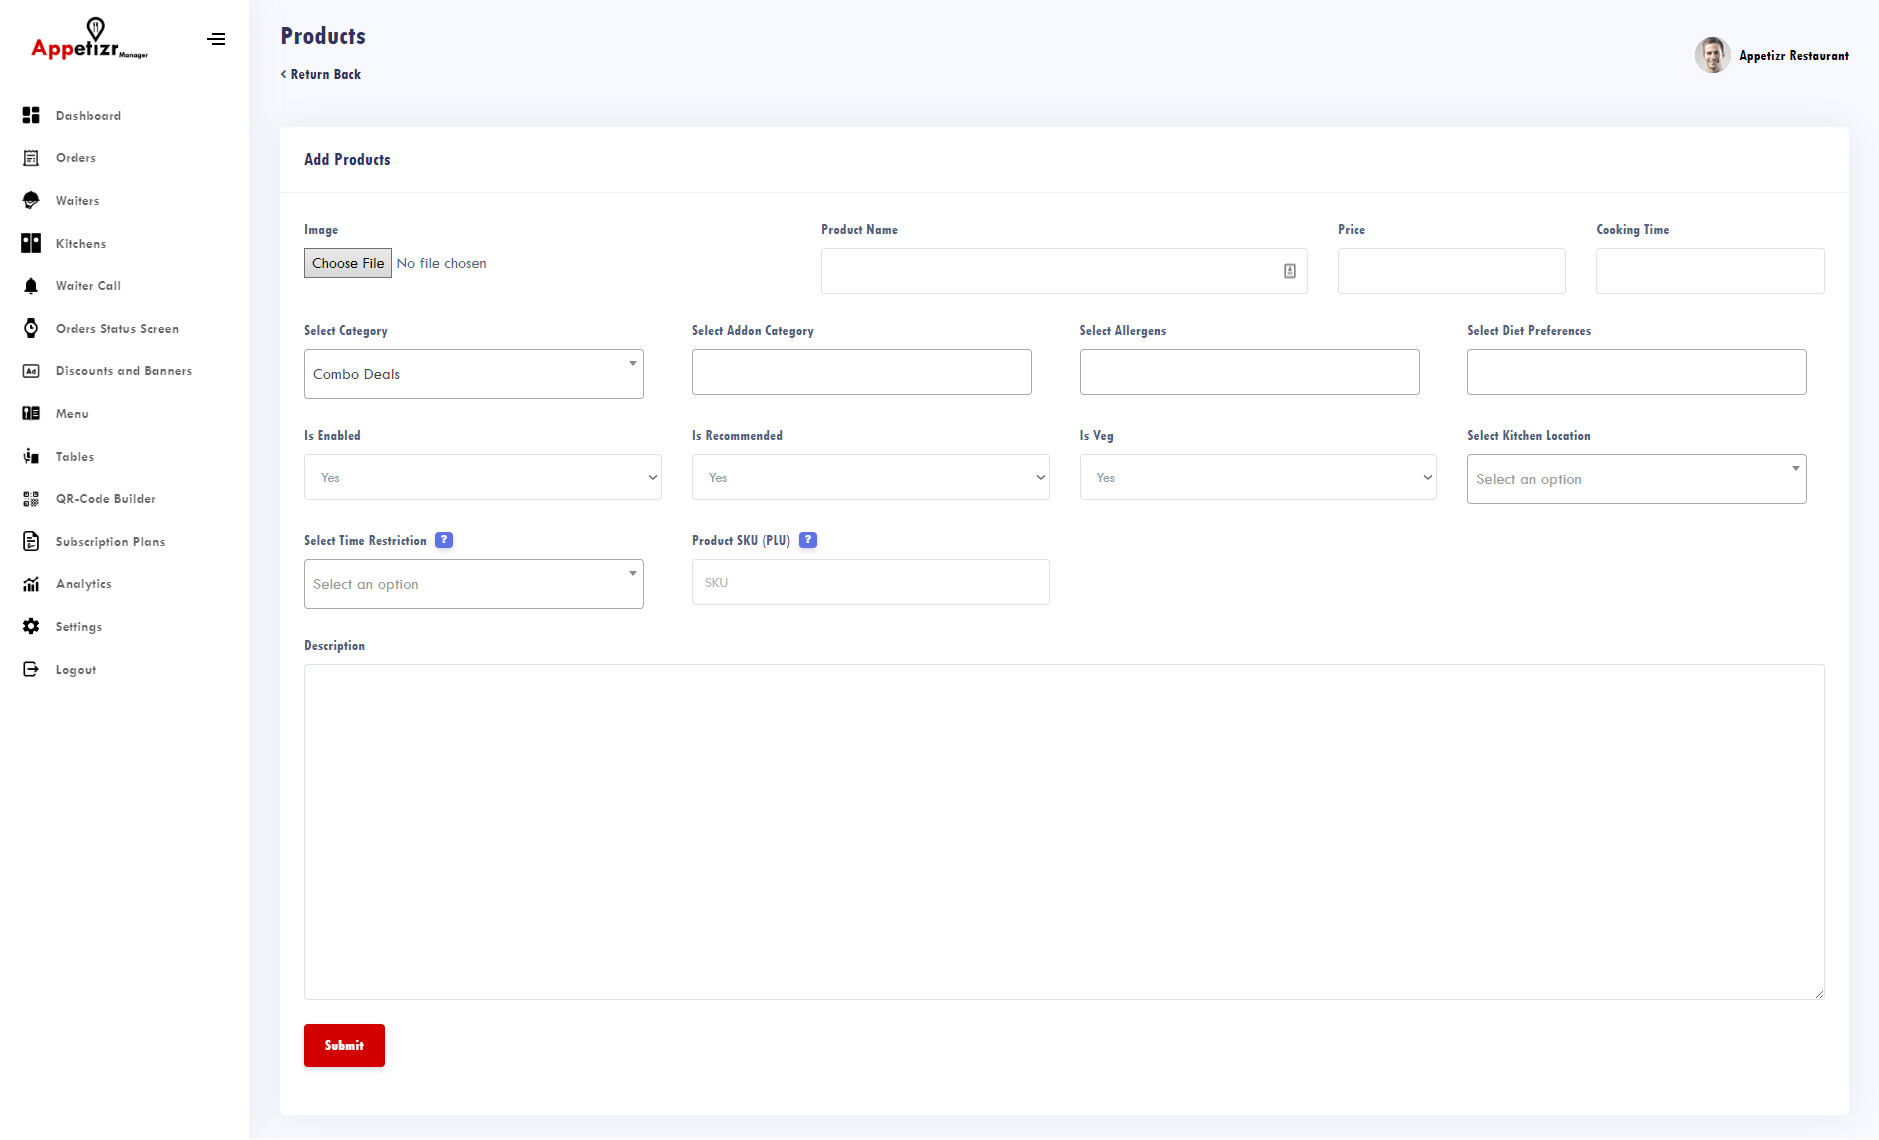 Appetizr Manager
Products
Return Back
Appetizr Restaurant
Dashboard
Orders
Waiters
Kitchens
Waiter Call
Orders Status Screen
Ad
Discounts and Banners
Menu
Tables
QR-Code Builder
Subscription Plans
Analytics
Settings
Logout
Add Products
Image
Product Name
Price
Cooking Time
Choose File No file chosen
Select Category
Select Addon Category
Select Allergens
Select Diet Preferences
Combo Deals
Is Enabled
Is Recommended
Is Veg
Select Kitchen Location
Yes
Yes
Yes
Select an option
Select Time Restriction ?
Product SKU (PLU) ?
Select an option
SKU
Description
Submit